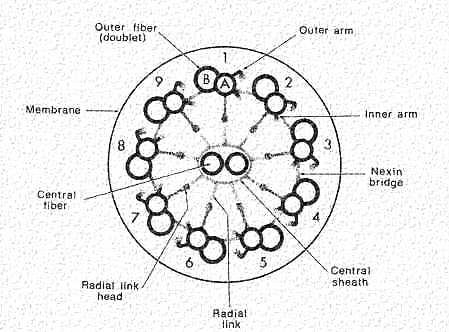 Outer fiber
(doublet)
Outer arm
1
B
A
2
9
Membrane
Inner arm
3
8
Nexin
bridge
Central
fiber
7
4
6
5
Radial link
head
Central
sheath
Radial
link